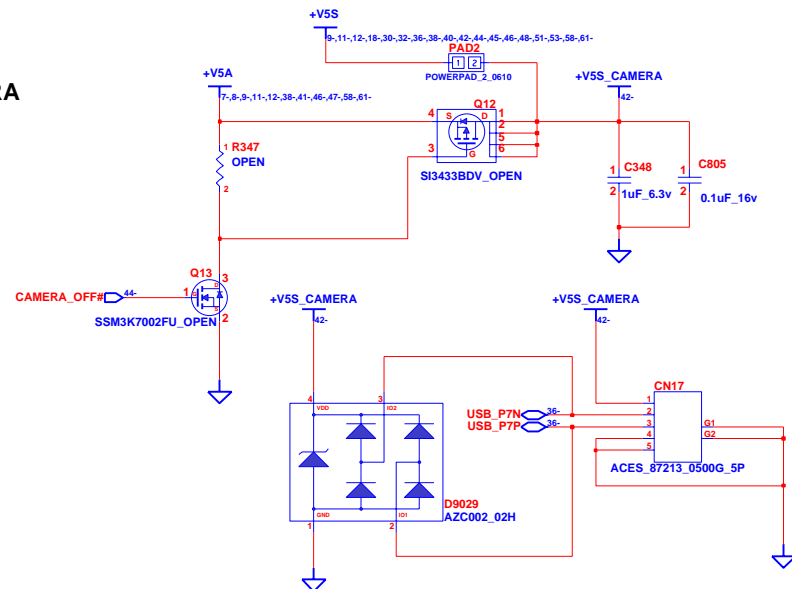 +V5S
9-,11-,12-,18-,30-,32-,36-,38-,40-,42-,44-,45-,46-,48-,51-,53-,58-,61-
PAD2
1 2
POWERPAD_2_0610
+V5A
7-,8-,9-,11-,12-,38-,41-,46-,47-,58-,61-
RA
+V5S_CAMERA
42-
Q12
4 S D 1
2
5
3 G 6
SI3433BDV_OPEN
1 R347
OPEN
2
C348
1
2 1uF_6.3v
C805
1
2
0.1uF_16v
Q13
3
D
CAMERA_OFF# 44- 1 G
S
2
SSM3K7002FU_OPEN
+V5S_CAMERA
42-
+V5S_CAMERA
42-
4 3
VDD IO2
CN17
1
USB_P7N 36- 2
USB_P7P 36- 3
4
5
G1
G2
ACES_87213_0500G_5P
D9029
AZC002_02H
GND IO1
1 2